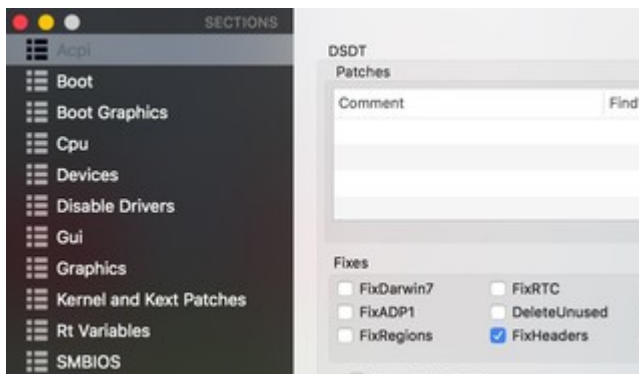 SECTIONS
Acpi
Boot
Boot Graphics
Cpu
Devices
Disable Drivers
Gui
Graphics
Kernel and Kext Patches
Rt Variables
SMBIOS
DSDT
Patches
Comment Find
Fixes
FixDarwin7 FixRTC
FixADP1 DeleteUnused
FixRegions FixHeaders